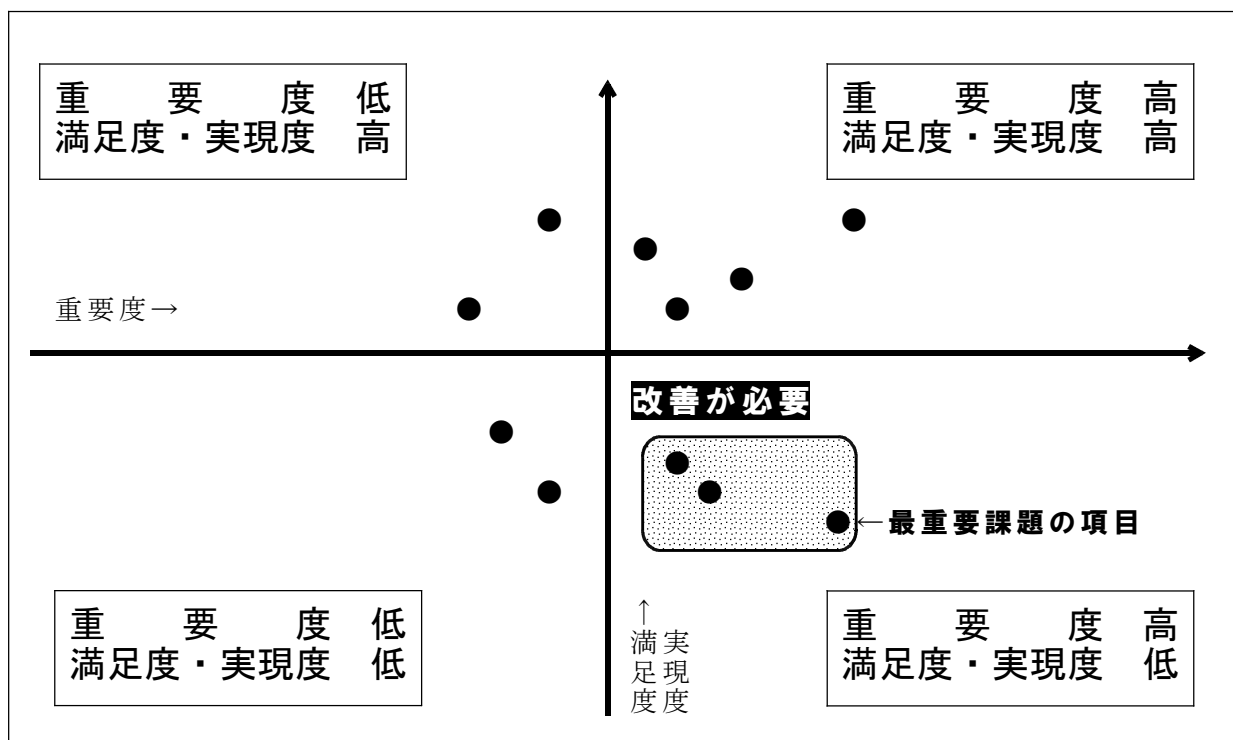 重要度 低
満足度・実現度 高
重要度 高
満足度・実現度 高
重要度→
改善が必要
←最重要課題の項目
重要度 低
満足度・実現度 低
↑
実現度
満足度
重要度 高
満足度・実現度 低